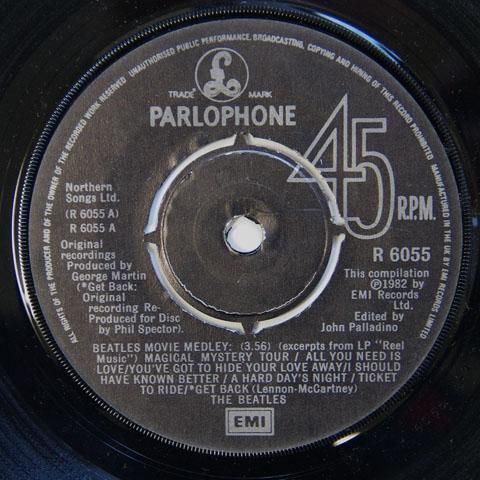 ALL RIGHTS OF THE PRODUCER AND OF THE OWNER OF THE RECORDED WORK RESERVED UNAUTHORISED PUBLIC PERFORMANCE, BROADCASTING, COPYING AND HIRING OF THIS RECORD PROHIBITED MANUFACTURED IN THE UK BY EMI RECORDS LIMITED
£
TRADE MARK
PARLOPHONE
45 R.P.M.
Northern
Songs Ltd.
(R 6055 A)
R 6055 A
Original
recordings
Produced by
George Martin
(*Get Back:
Original
recording Re-
Produced for Disc
by Phil Spector).
R 6055
This compilation
Ⓟ1982 by
EMI Records
Ltd.
Edited by
John Palladino
BEATLES MOVIE MEDLEY: (3.56) (excerpts from LP "Reel
Music") MAGICAL MYSTERY TOUR / ALL YOU NEED IS
LOVE/YOU'VE GOT TO HIDE YOUR LOVE AWAY/I SHOULD
HAVE KNOWN BETTER / A HARD DAY'S NIGHT / TICKET
TO RIDE/*GET BACK (Lennon-McCartney)
THE BEATLES
EMI